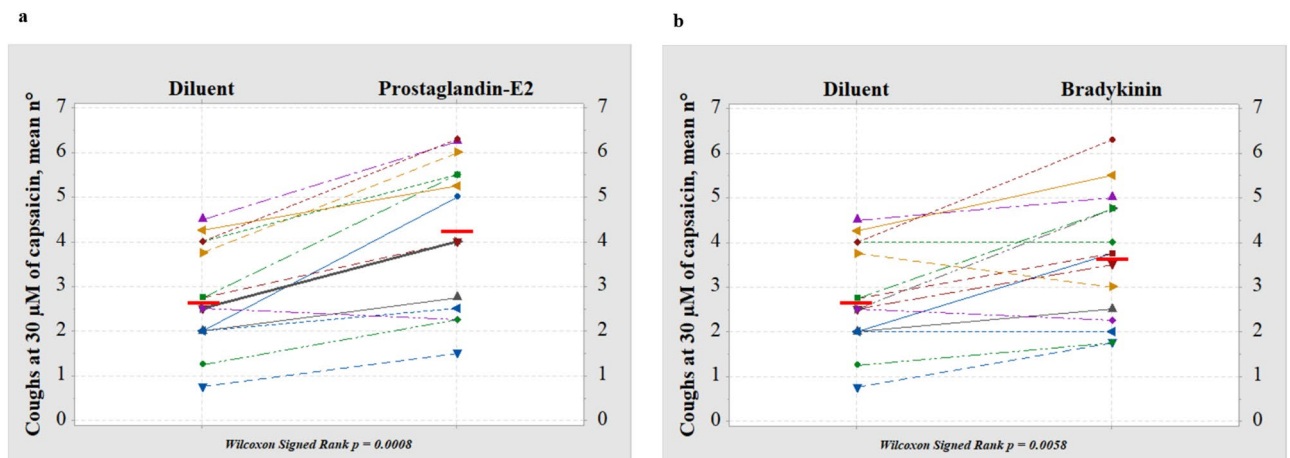 a
Diluent Prostaglandin-E2
Coughs at 30 µM of capsaicin, mean n°
7 7
6 6
5 5
4 4
3 3
2 2
1 1
0 0
Wilcoxon Signed Rank p = 0.0008
b
Diluent Bradykinin
Coughs at 30 µM of capsaicin, mean n°
7 7
6 6
5 5
4 4
3 3
2 2
1 1
0 0
Wilcoxon Signed Rank p = 0.0058